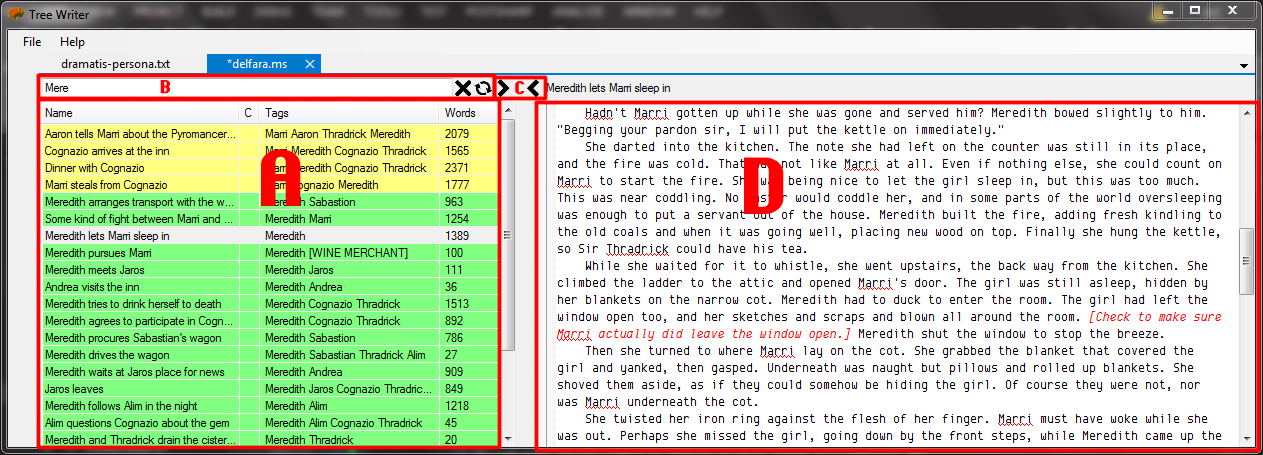 Tree Writer
File Help
dramatis-persona.txt *delfara.ms
Mere B C Meredith lets Marri sleep in
Name C Tags Words
Aaron tells Marri about the Pyromancer... Marri Aaron Thradrick Meredith 2079
Cognazio arrives at the inn Marri Meredith Cognazio Thradrick 1565
Dinner with Cognazio Marri Meredith Cognazio Thradrick 2371
Marri steals from Cognazio Marri Cognazio Meredith 1777
Meredith arranges transport with the w... Meredith Sabastion 963
Some kind of fight between Marri and ... Meredith Marri 1254
Meredith lets Marri sleep in Meredith 1389
Meredith pursues Marri Meredith [WINE MERCHANT] 100
Meredith meets Jaros Meredith Jaros 111
Andrea visits the inn Meredith Andrea 36
Meredith tries to drink herself to death Meredith Cognazio Thradrick 1513
Meredith agrees to participate in Cogn... Meredith Cognazio Thradrick 892
Meredith procures Sabastian's wagon Meredith Sabastion 786
Meredith drives the wagon Meredith Sabastian Thradrick Alim 27
Meredith waits at Jaros place for news Meredith Andrea 909
Jaros leaves Meredith Jaros Cognazio Thradric... 849
Meredith follows Alim in the night Meredith Alim 1218
Alim questions Cognazio about the gem Meredith Alim Cognazio Thradrick 45
Meredith and Thradrick drain the cister... Meredith Thradrick 20
A
D
Hadn't Marri gotten up while she was gone and served him? Meredith bowed slightly to him.
"Begging your pardon sir, I will put the kettle on immediately."
She darted into the kitchen. The note she had left on the counter was still in its place,
and the fire was cold. That was not like Marri at all. Even if nothing else, she could count on
Marri to start the fire. She was being nice to let the girl sleep in, but this was too much.
This was near coddling. No master would coddle her, and in some parts of the world oversleeping
was enough to put a servant out of the house. Meredith built the fire, adding fresh kindling to
the old coals and when it was going well, placing new wood on top. Finally she hung the kettle,
so Sir Thradrick could have his tea.
While she waited for it to whistle, she went upstairs, the back way from the kitchen. She
climbed the ladder to the attic and opened Marri's door. The girl was still asleep, hidden by
her blankets on the narrow cot. Meredith had to duck to enter the room. The girl had left the
window open too, and her sketches and scraps and blown all around the room. [Check to make sure
Marri actually did leave the window open.] Meredith shut the window to stop the breeze.
Then she turned to where Marri lay on the cot. She grabbed the blanket that covered the
girl and yanked, then gasped. Underneath was naught but pillows and rolled up blankets. She
shoved them aside, as if they could somehow be hiding the girl. Of course they were not, nor
was Marri underneath the cot.
She twisted her iron ring against the flesh of her finger. Marri must have woke while she
was out. Perhaps she missed the girl, going down by the front steps, while Meredith came up the